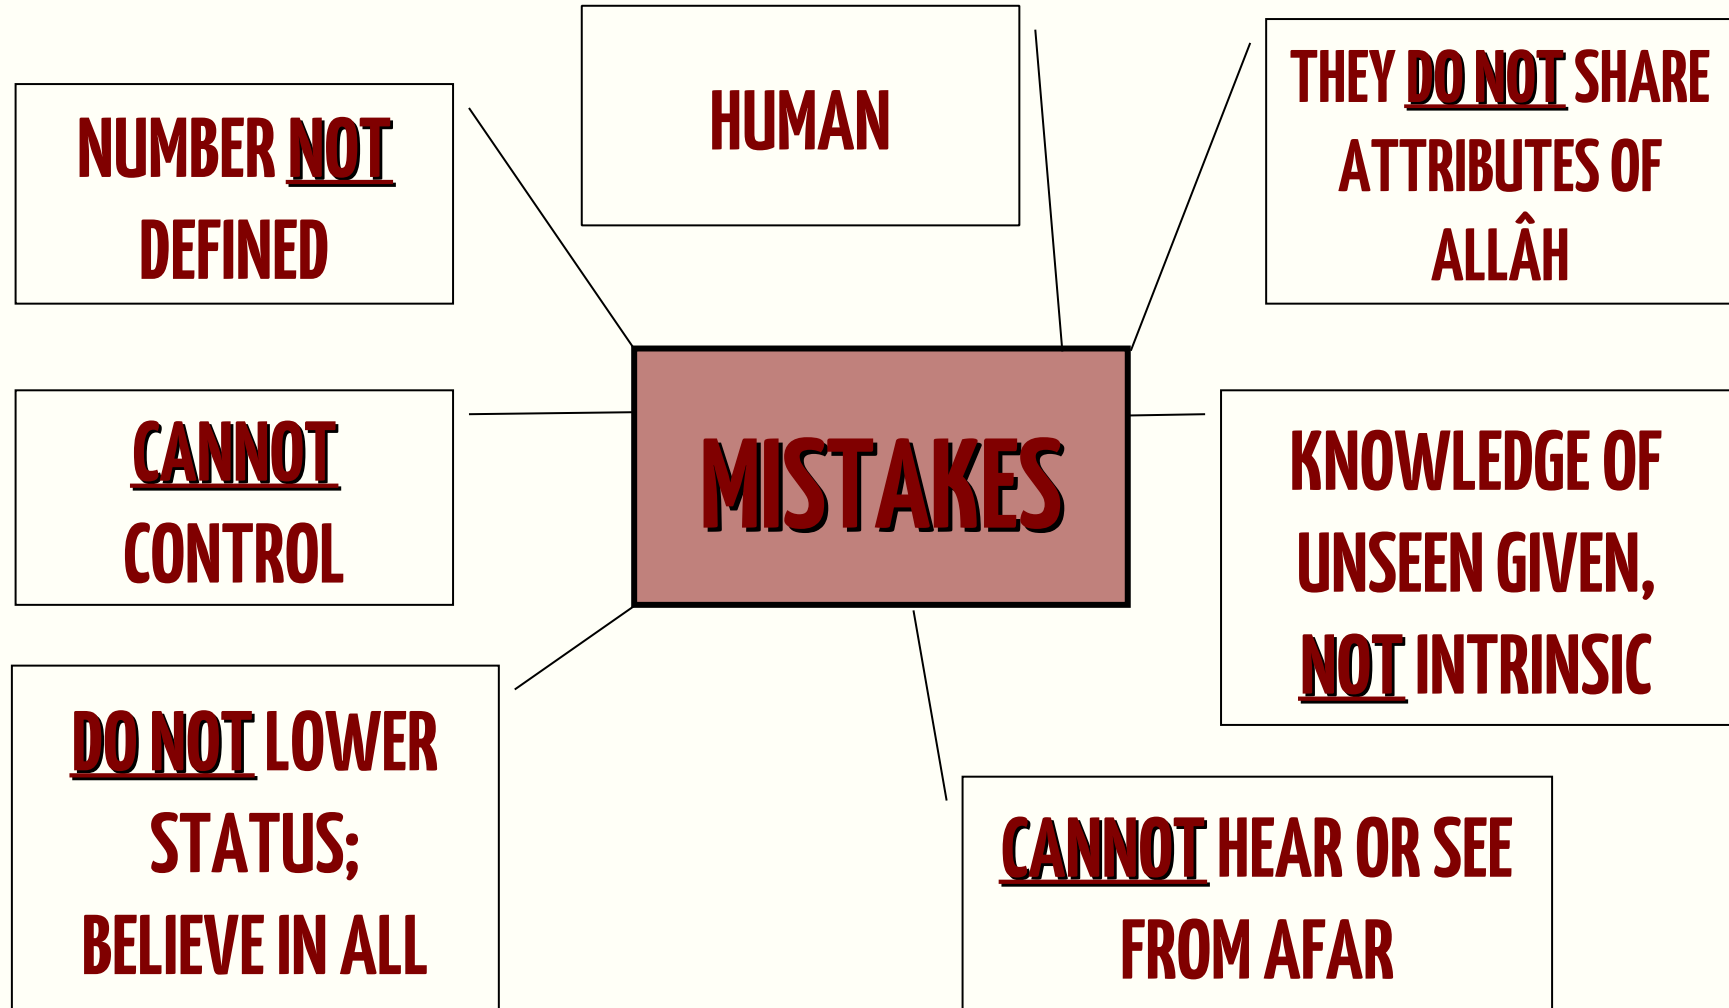 HUMAN
THEY DO NOT SHARE
ATTRIBUTES OF
ALLÂH
NUMBER NOT
DEFINED
CANNOT
CONTROL
MISTAKES
KNOWLEDGE OF
UNSEEN GIVEN,
NOT INTRINSIC
DO NOT LOWER
STATUS;
BELIEVE IN ALL
CANNOT HEAR OR SEE
FROM AFAR